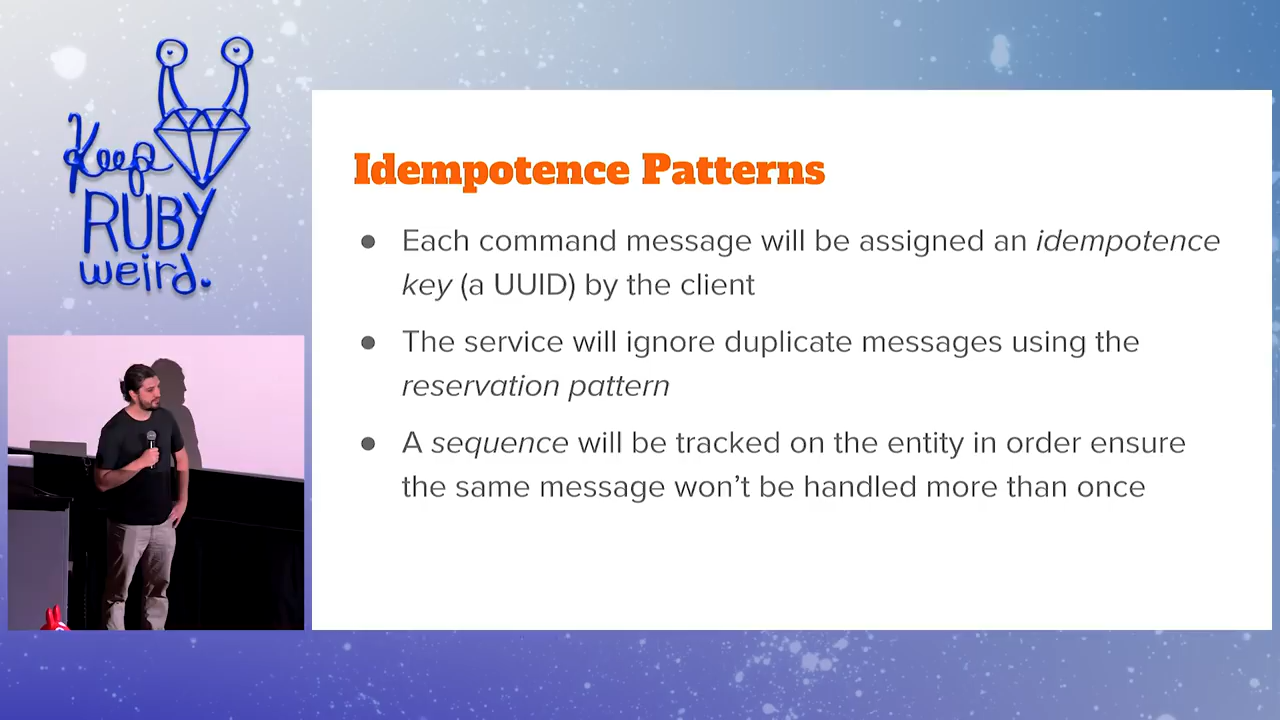 Keep
RUBY
weird.
Idempotence Patterns
● Each command message will be assigned an idempotence
key (a UUID) by the client
● The service will ignore duplicate messages using the
reservation pattern
● A sequence will be tracked on the entity in order ensure
the same message won't be handled more than once